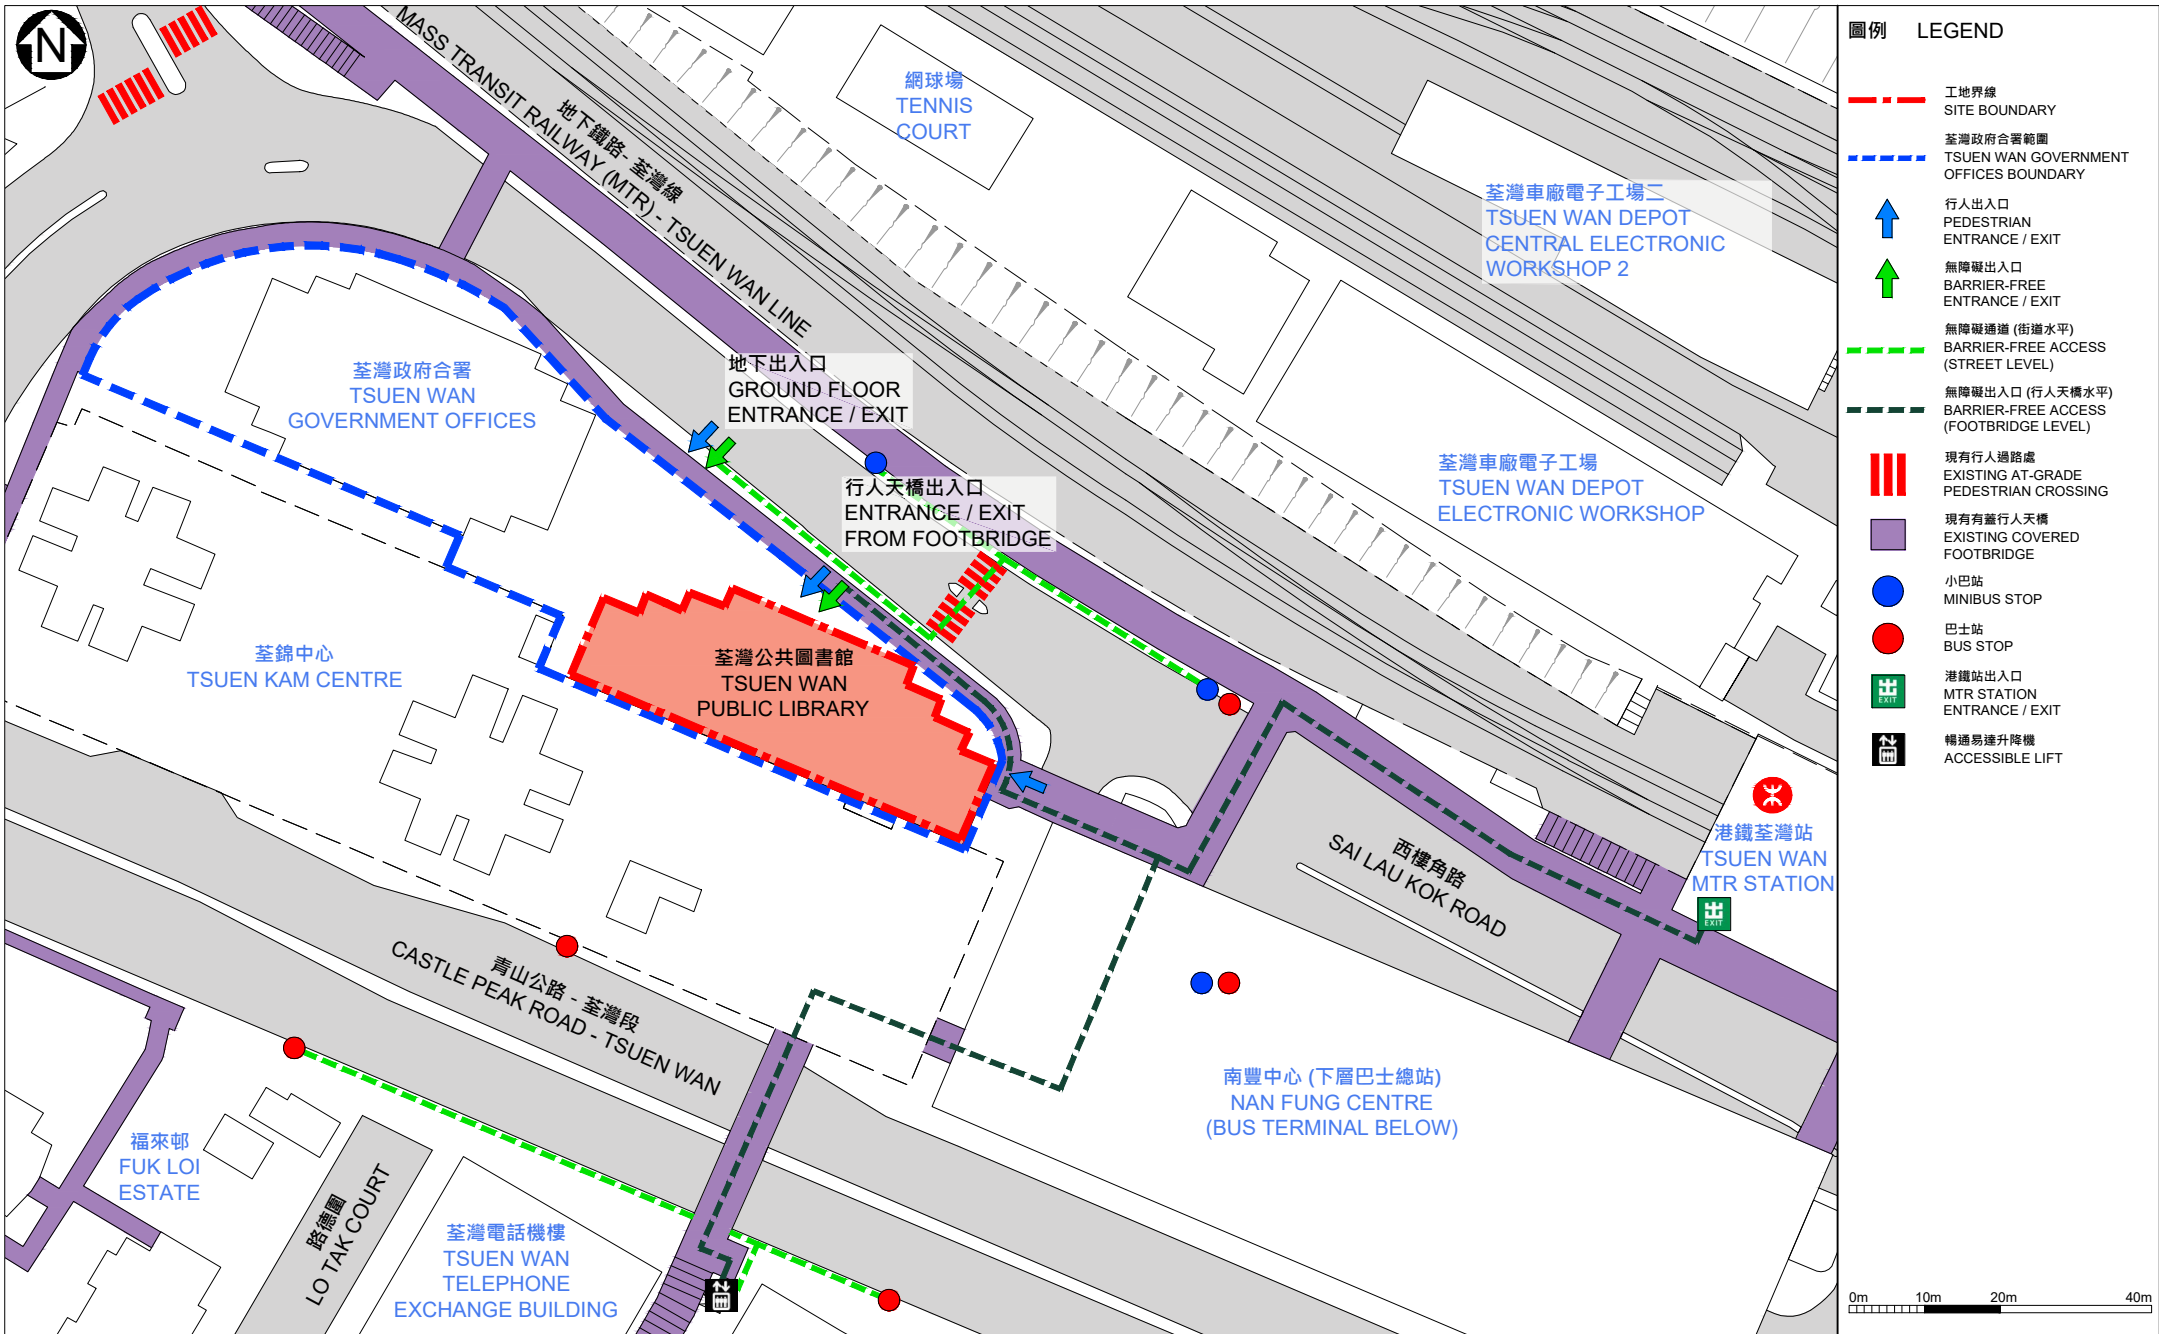 N
MASS TRANSIT RAILWAY (MTR) - TSUEN WAN LINE
地下鐵路- 荃灣線
網球場
TENNIS
COURT
荃灣車廠電子工場二
TSUEN WAN DEPOT
CENTRAL ELECTRONIC
WORKSHOP 2
荃灣政府合署
TSUEN WAN
GOVERNMENT OFFICES
地下出入口
GROUND FLOOR
ENTRANCE / EXIT
行人天橋出入口
ENTRANCE / EXIT
FROM FOOTBRIDGE
荃灣車廠電子工場
TSUEN WAN DEPOT
ELECTRONIC WORKSHOP
荃錦中心
TSUEN KAM CENTRE
荃灣公共圖書館
TSUEN WAN
PUBLIC LIBRARY
西樓角路
SAI LAU KOK ROAD
港鐵荃灣站
TSUEN WAN
MTR STATION
出
EXIT
青山公路 - 荃灣段
CASTLE PEAK ROAD - TSUEN WAN
南豐中心 (下層巴士總站)
NAN FUNG CENTRE
(BUS TERMINAL BELOW)
福來邨
FUK LOI
ESTATE
路德圍
LO TAK COURT
荃灣電話機樓
TSUEN WAN
TELEPHONE
EXCHANGE BUILDING
圖例 LEGEND
工地界線
SITE BOUNDARY
荃灣政府合署範圍
TSUEN WAN GOVERNMENT
OFFICES BOUNDARY
行人出入口
PEDESTRIAN
ENTRANCE / EXIT
無障礙出入口
BARRIER-FREE
ENTRANCE / EXIT
無障礙通道 (街道水平)
BARRIER-FREE ACCESS
(STREET LEVEL)
無障礙出入口 (行人天橋水平)
BARRIER-FREE ACCESS
(FOOTBRIDGE LEVEL)
現有行人過路處
EXISTING AT-GRADE
PEDESTRIAN CROSSING
現有有蓋行人天橋
EXISTING COVERED
FOOTBRIDGE
小巴站
MINIBUS STOP
巴士站
BUS STOP
出
EXIT
港鐵站出入口
MTR STATION
ENTRANCE / EXIT
暢通易達升降機
ACCESSIBLE LIFT
0m 10m 20m 40m